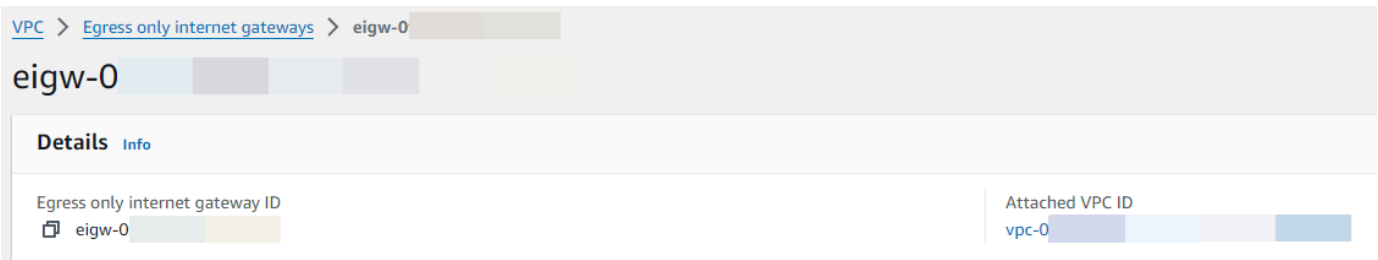 VPC > Egress only internet gateways > eigw-0
eigw-0
Details Info
Egress only internet gateway ID
eigw-0
Attached VPC ID
vpc-0